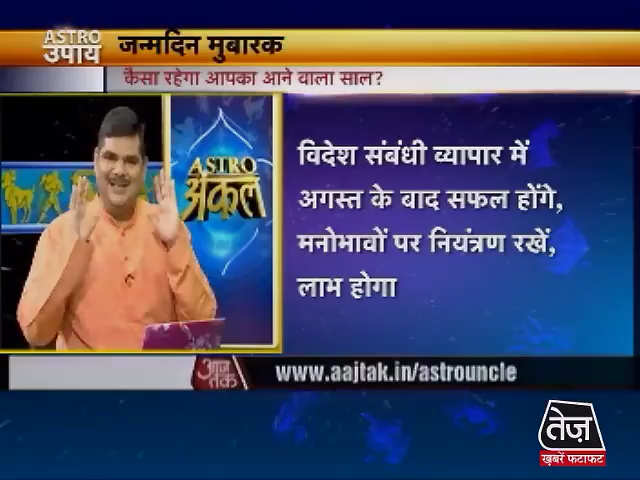 ASTRO
उपाय
जन्मदिन मुबारक
कैसा रहेगा आपका आने वाला साल?
ASTRO
अंकल
विदेश संबंधी व्यापार में
अगस्त के बाद सफल होंगे,
मनोभावों पर नियंत्रण रखें,
लाभ होगा
आज तक
www.aajtak.in/astrouncle
तेज़
ख़बरें फटाफट